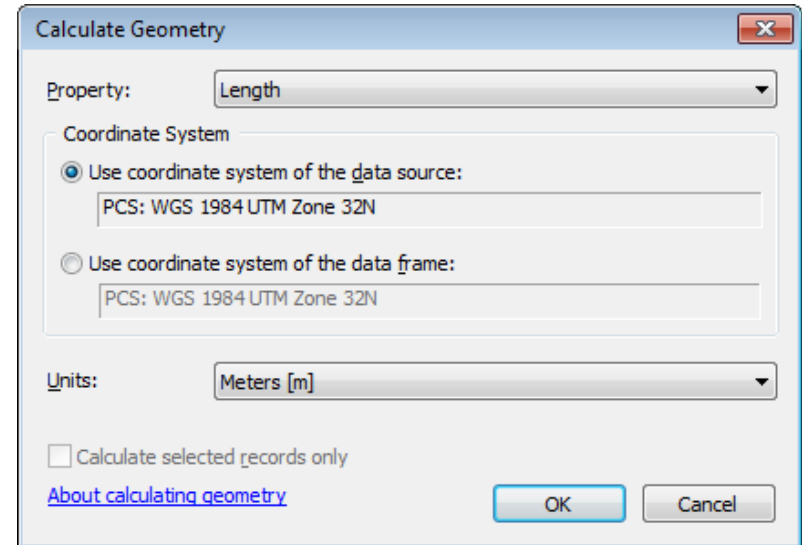 Calculate Geometry
Property: Length
Coordinate System
Use coordinate system of the data source:
PCS: WGS 1984 UTM Zone 32N
Use coordinate system of the data frame:
PCS: WGS 1984 UTM Zone 32N
Units: Meters [m]
Calculate selected records only
About calculating geometry OK Cancel